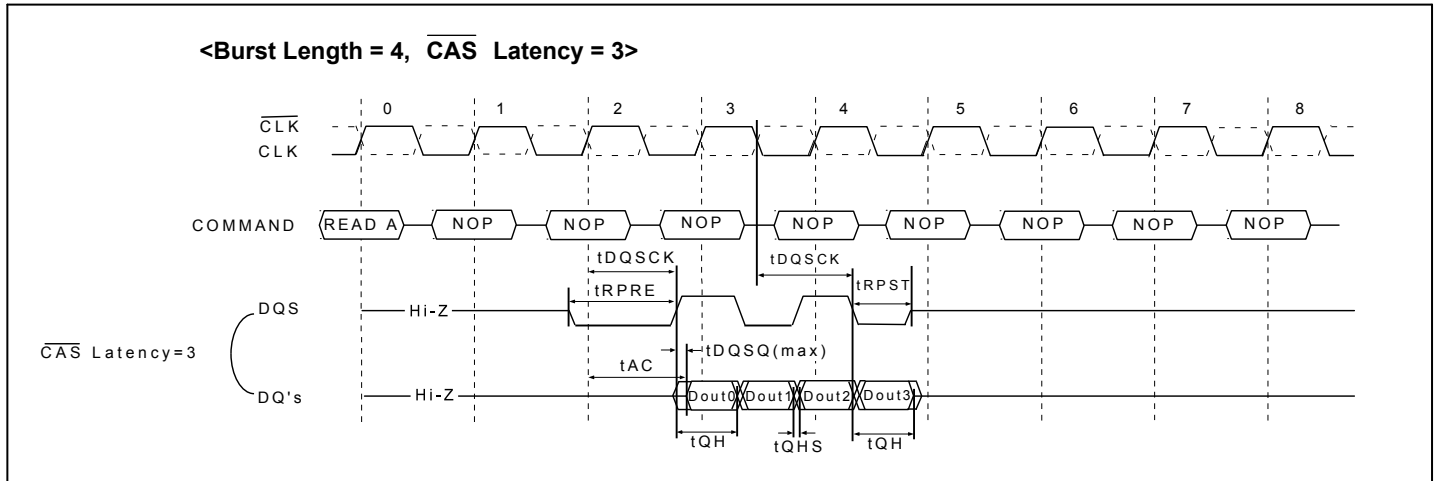 <Burst Length = 4, CAS Latency = 3>
0 1 2 3 4 5 6 7 8
CLK
CLK
COMMAND READ A NOP NOP NOP NOP NOP NOP NOP NOP
tDQSCK tDQSCK
tRPRE tRPST
DQS Hi-Z
CAS Latency=3
tDQSQ(max)
tAC
DQ's Hi-Z Dout0 Dout1 Dout2 Dout3
tQH tQHS tQH